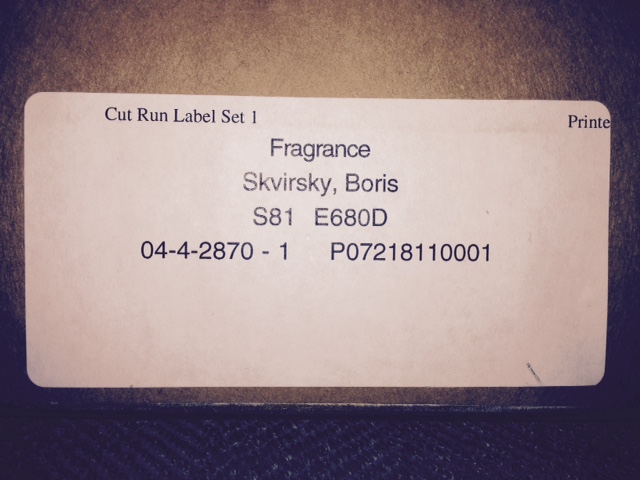 Cut Run Label Set 1 Printe
Fragrance
Skvirsky, Boris
S81 E680D
04-4-2870 - 1 P07218110001